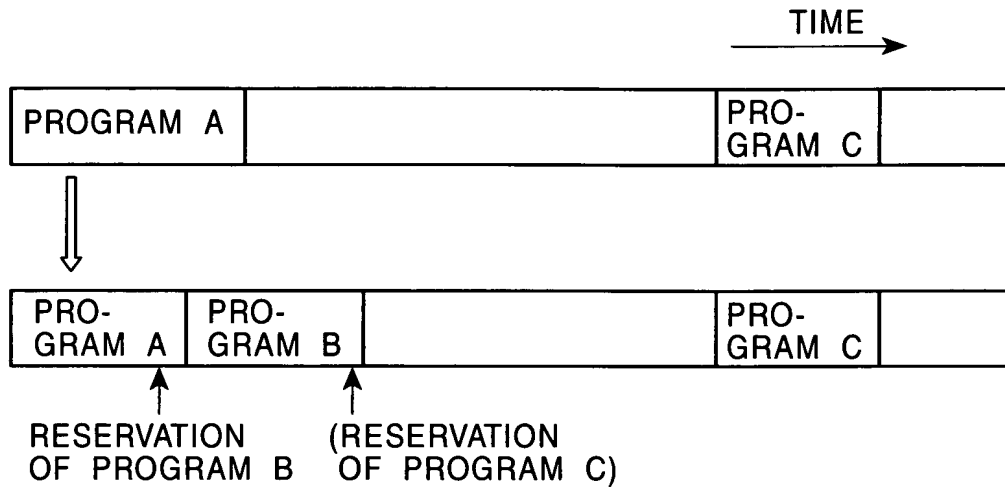 TIME
PROGRAM A
PRO-
GRAM C
PRO-
GRAM A
PRO-
GRAM B
PRO-
GRAM C
RESERVATION
OF PROGRAM B
(RESERVATION
OF PROGRAM C)